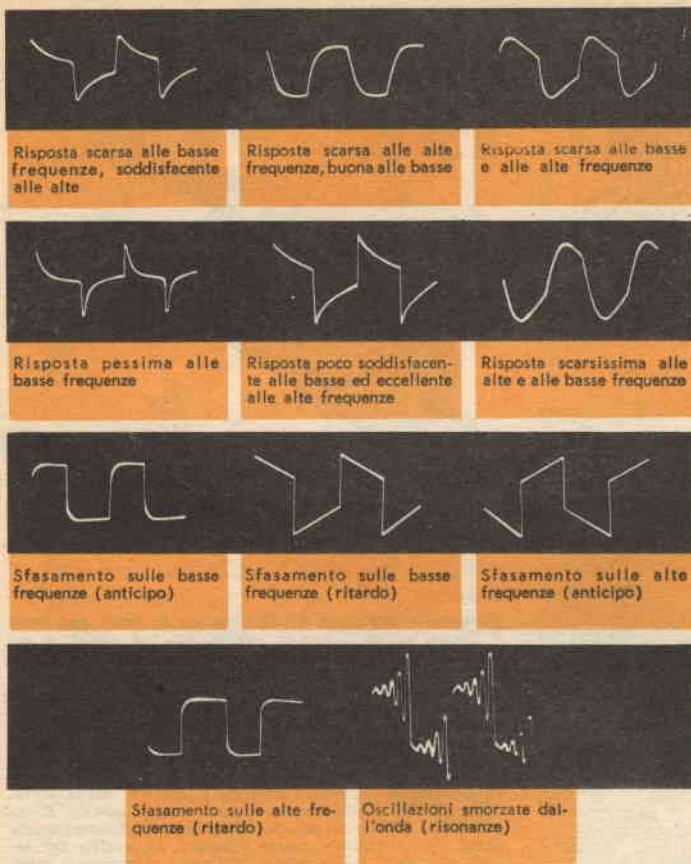 Risposta scarsa alle basse
frequenze, soddisfacente
alle alte
Risposta scarsa alle alte
frequenze, buona alle basse
Risposta scarsa alle basse
e alle alte frequenze
Risposta pessima alle
basse frequenze
Risposta poco soddisfacen-
te alle basse ed eccellente
alle alte frequenze
Risposta scarsissima alle
alte e alle basse frequenze
Sfasamento sulle basse
frequenze (anticipo)
Sfasamento sulle basse
frequenze (ritardo)
Sfasamento sulle alte
frequenze (anticipo)
Sfasamento sulle alte fre-
quenze (ritardo)
Oscillazioni smorzate dal-
l'onda (risonanze)